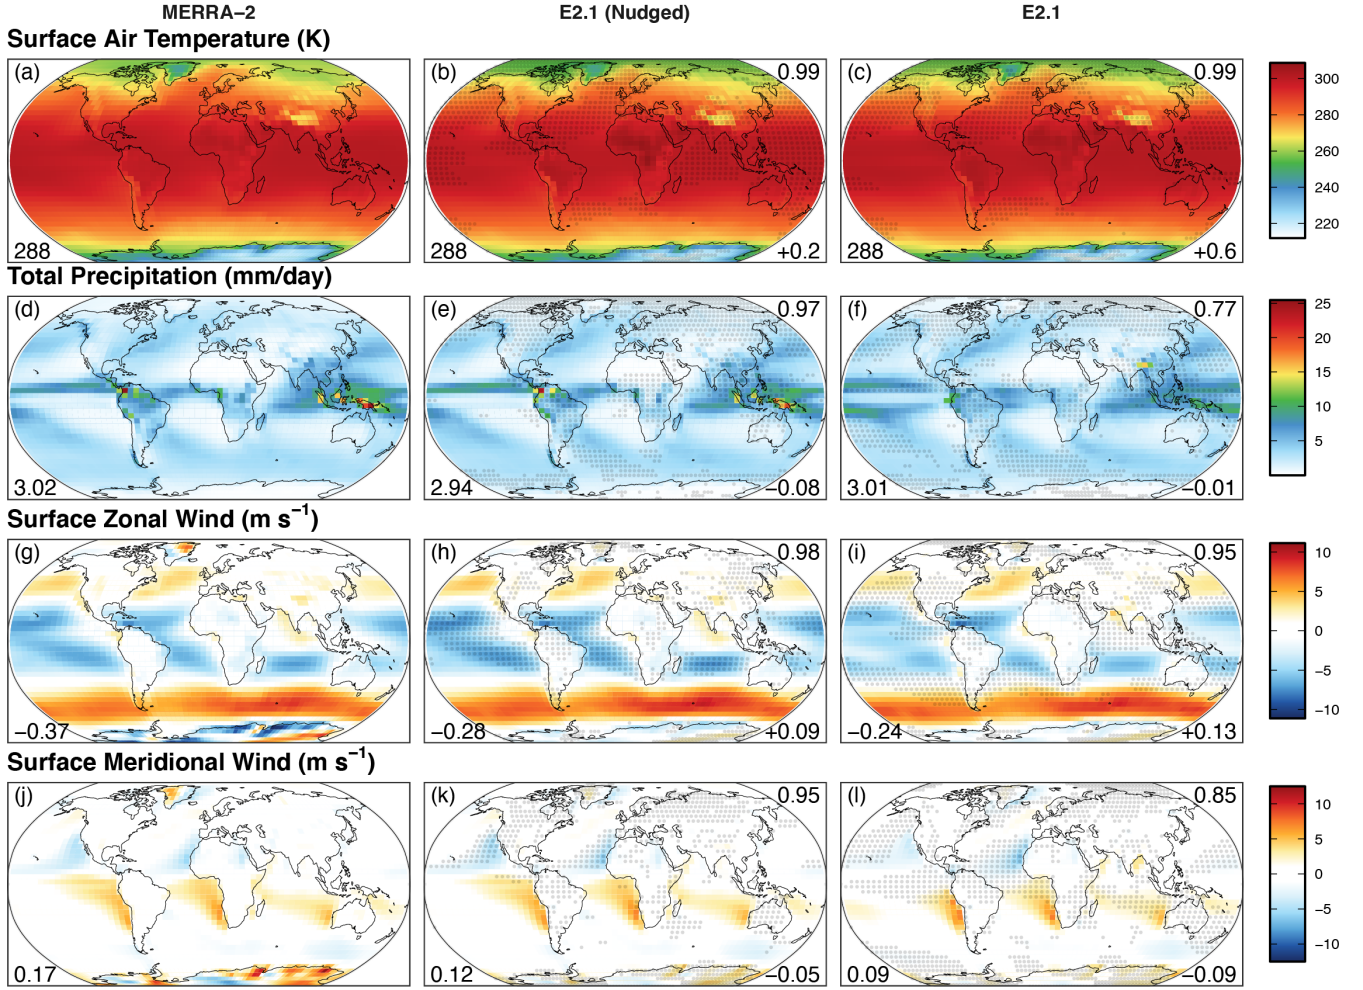 MERRA−2 E2.1 (Nudged) E2.1
Surface Air Temperature (K)
(a) (b) 0.99 (c) 0.99
288 288 +0.2 288 +0.6
300
280
260
240
220
Total Precipitation (mm/day)
(d) (e) 0.97 (f) 0.77
3.02 2.94 −0.08 3.01 −0.01
25
20
15
10
5
Surface Zonal Wind (m s⁻¹)
(g) (h) 0.98 (i) 0.95
−0.37 −0.28 +0.09 −0.24 +0.13
10
5
0
−5
−10
Surface Meridional Wind (m s⁻¹)
(j) (k) 0.95 (l) 0.85
0.17 0.12 −0.05 0.09 −0.09
10
5
0
−5
−10